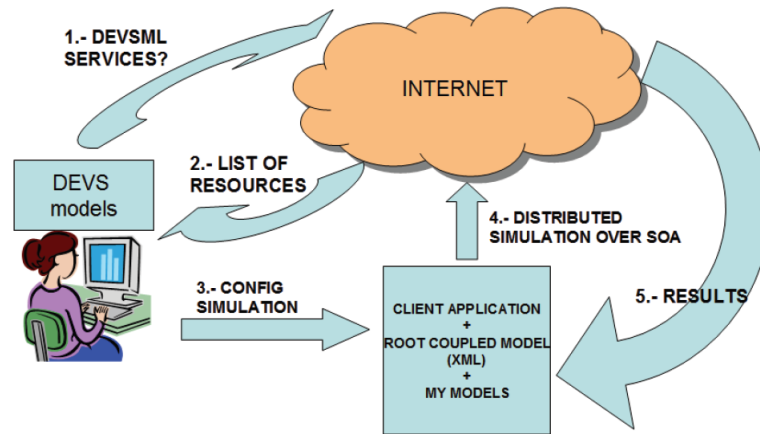 1.- DEVSML
SERVICES?
INTERNET
2.- LIST OF
RESOURCES
DEVS
models
4.- DISTRIBUTED
SIMULATION OVER SOA
3.- CONFIG
SIMULATION
5.- RESULTS
CLIENT APPLICATION
+
ROOT COUPLED MODEL
(XML)
+
MY MODELS